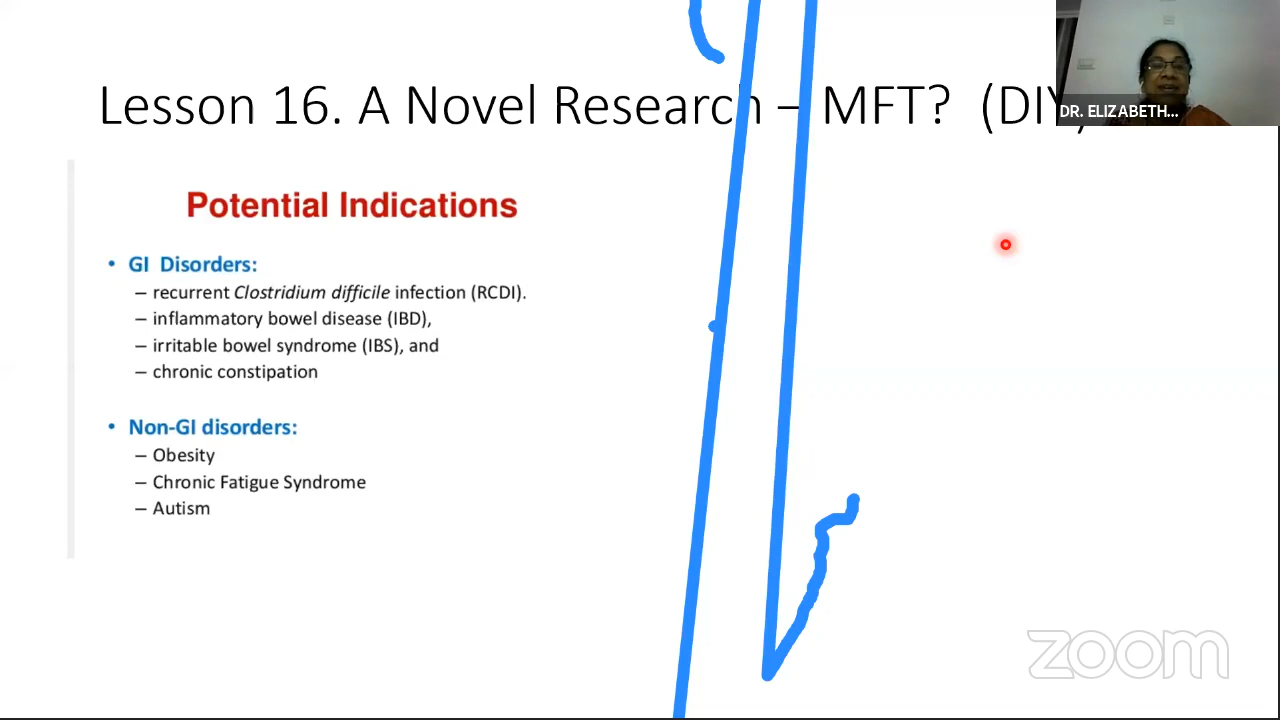 Lesson 16. A Novel Research – MFT? (DIY)
DR. ELIZABETH...
Potential Indications
• GI Disorders:
– recurrent Clostridium difficile infection (RCDI).
– inflammatory bowel disease (IBD),
– irritable bowel syndrome (IBS), and
– chronic constipation
• Non-GI disorders:
– Obesity
– Chronic Fatigue Syndrome
– Autism
zoom